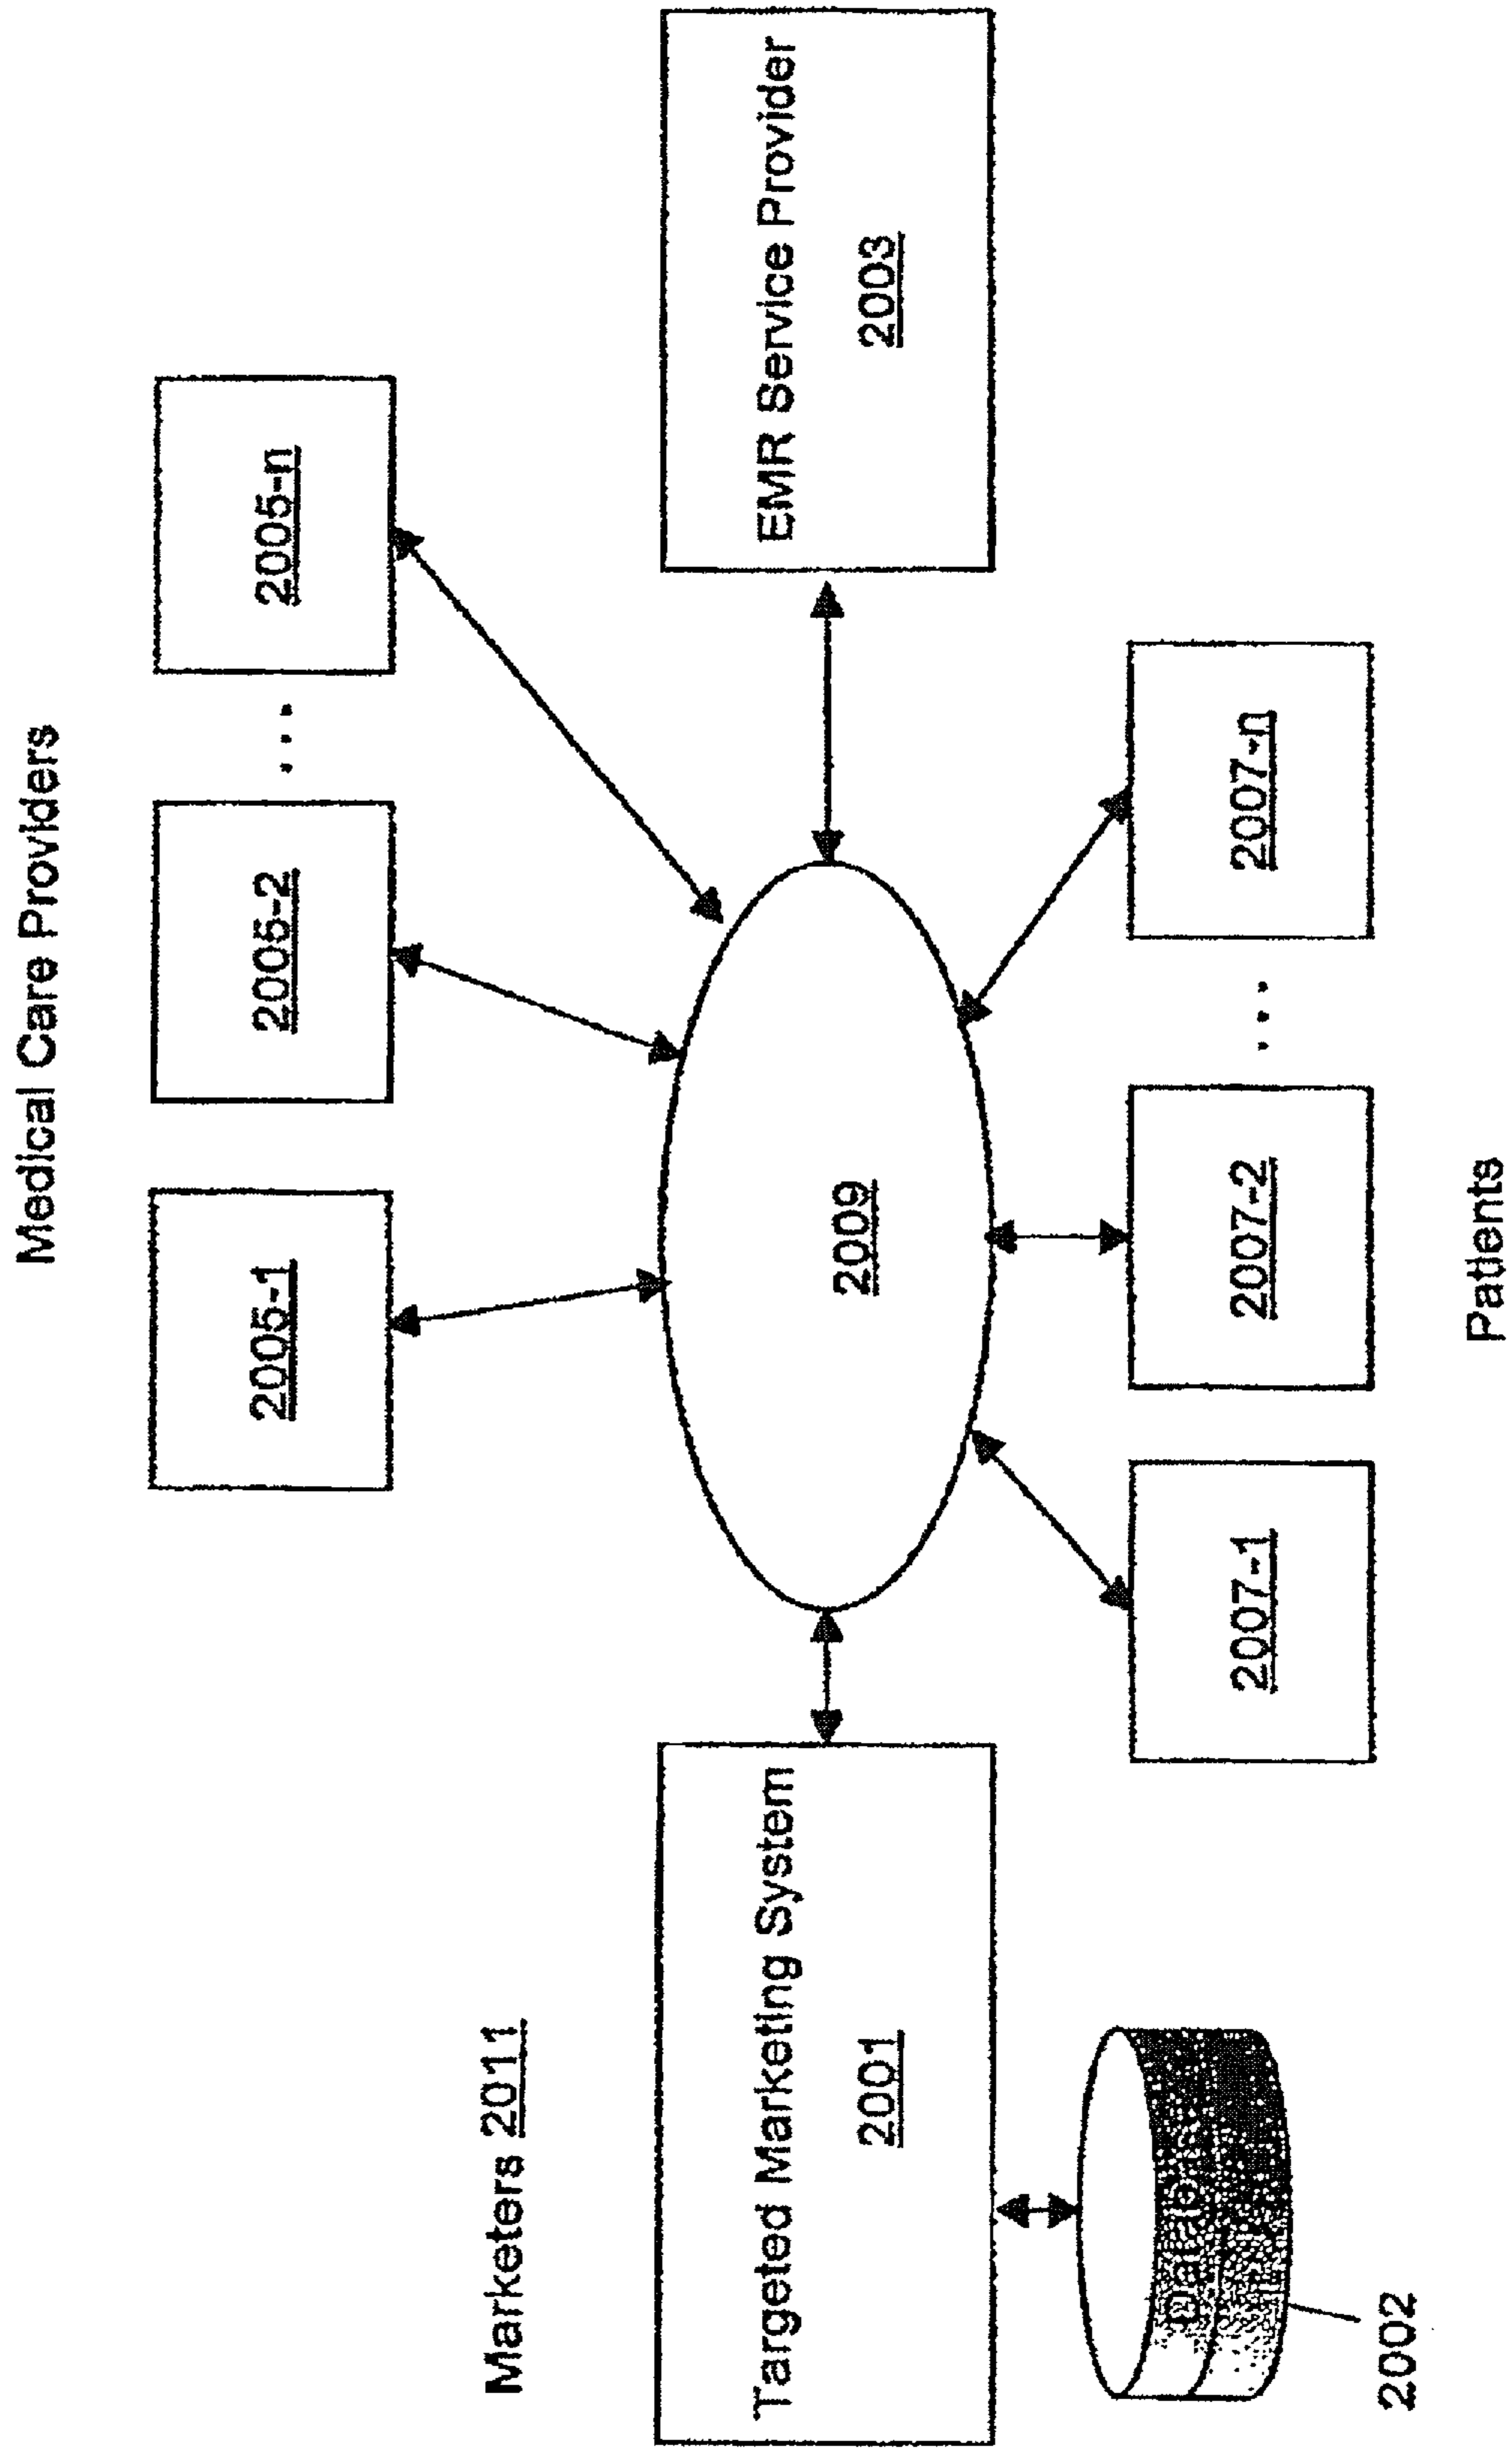 Medical Care Providers
2005-1
2005-2
...
2005-n
Marketers 2011
Targeted Marketing System
2001
2009
EMR Service Provider
2003
2002
2007-1
2007-2
...
2007-n
Patients